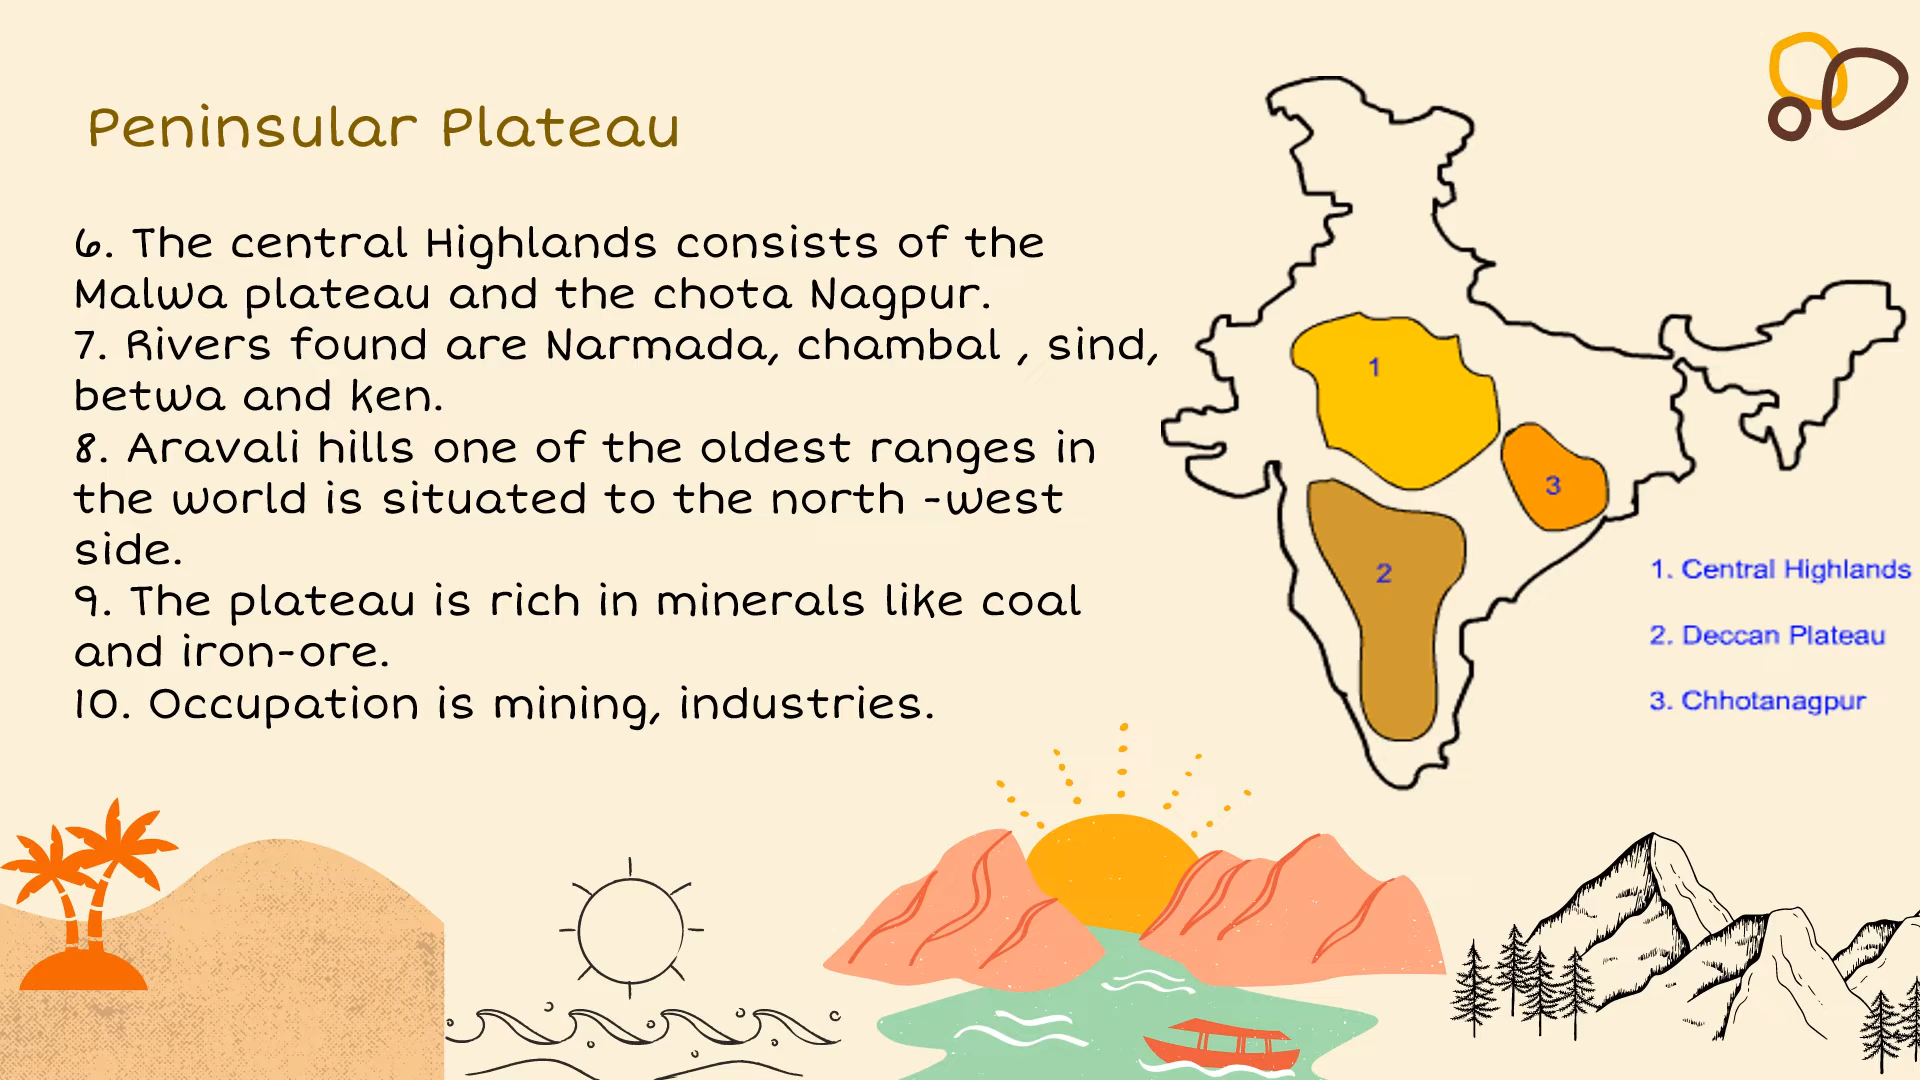 Peninsular Plateau
6. The central Highlands consists of the
Malwa plateau and the chota Nagpur.
7. Rivers found are Narmada, chambal , sind,
betwa and ken.
8. Aravali hills one of the oldest ranges in
the world is situated to the north -west
side.
9. The plateau is rich in minerals like coal
and iron-ore.
10. Occupation is mining, industries.
1
3
2
1. Central Highlands
2. Deccan Plateau
3. Chhotanagpur